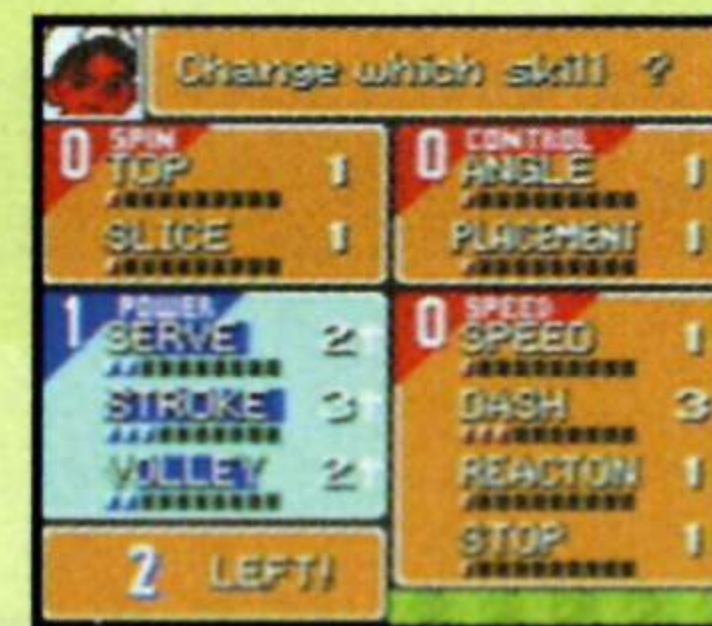 Change which skill ?
0 SPIN
TOP 1
SLICE 1
0 CONTROL
ANGLE 1
PLACEMENT 1
1 POWER
SERVE 2↑
STROKE 3↑
VOLLEY 2↑
0 SPEED
SPEED 1
DASH 3
REACTON 1
STOP 1
2 LEFT!